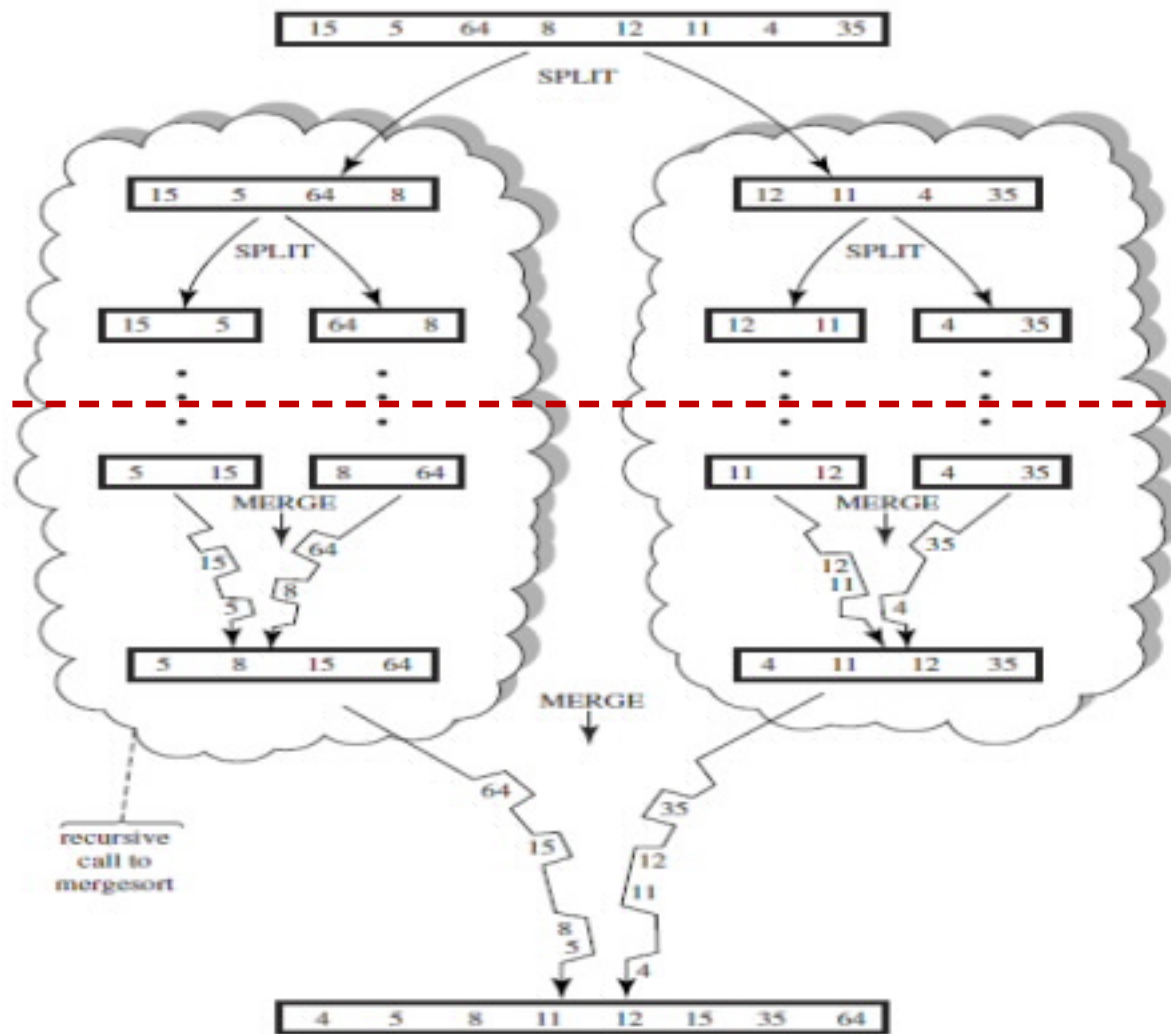 15 5 64 8 12 11 4 35
SPLIT
15 5 64 8
12 11 4 35
SPLIT
SPLIT
15 5
64 8
12 11
4 35
5 15
8 64
11 12
4 35
MERGE
MERGE
15
64
5
8
12
11
35
4
5 8 15 64
4 11 12 35
MERGE
64
15
8
5
35
12
11
4
recursive
call to
mergesort
4 5 8 11 12 15 35 64